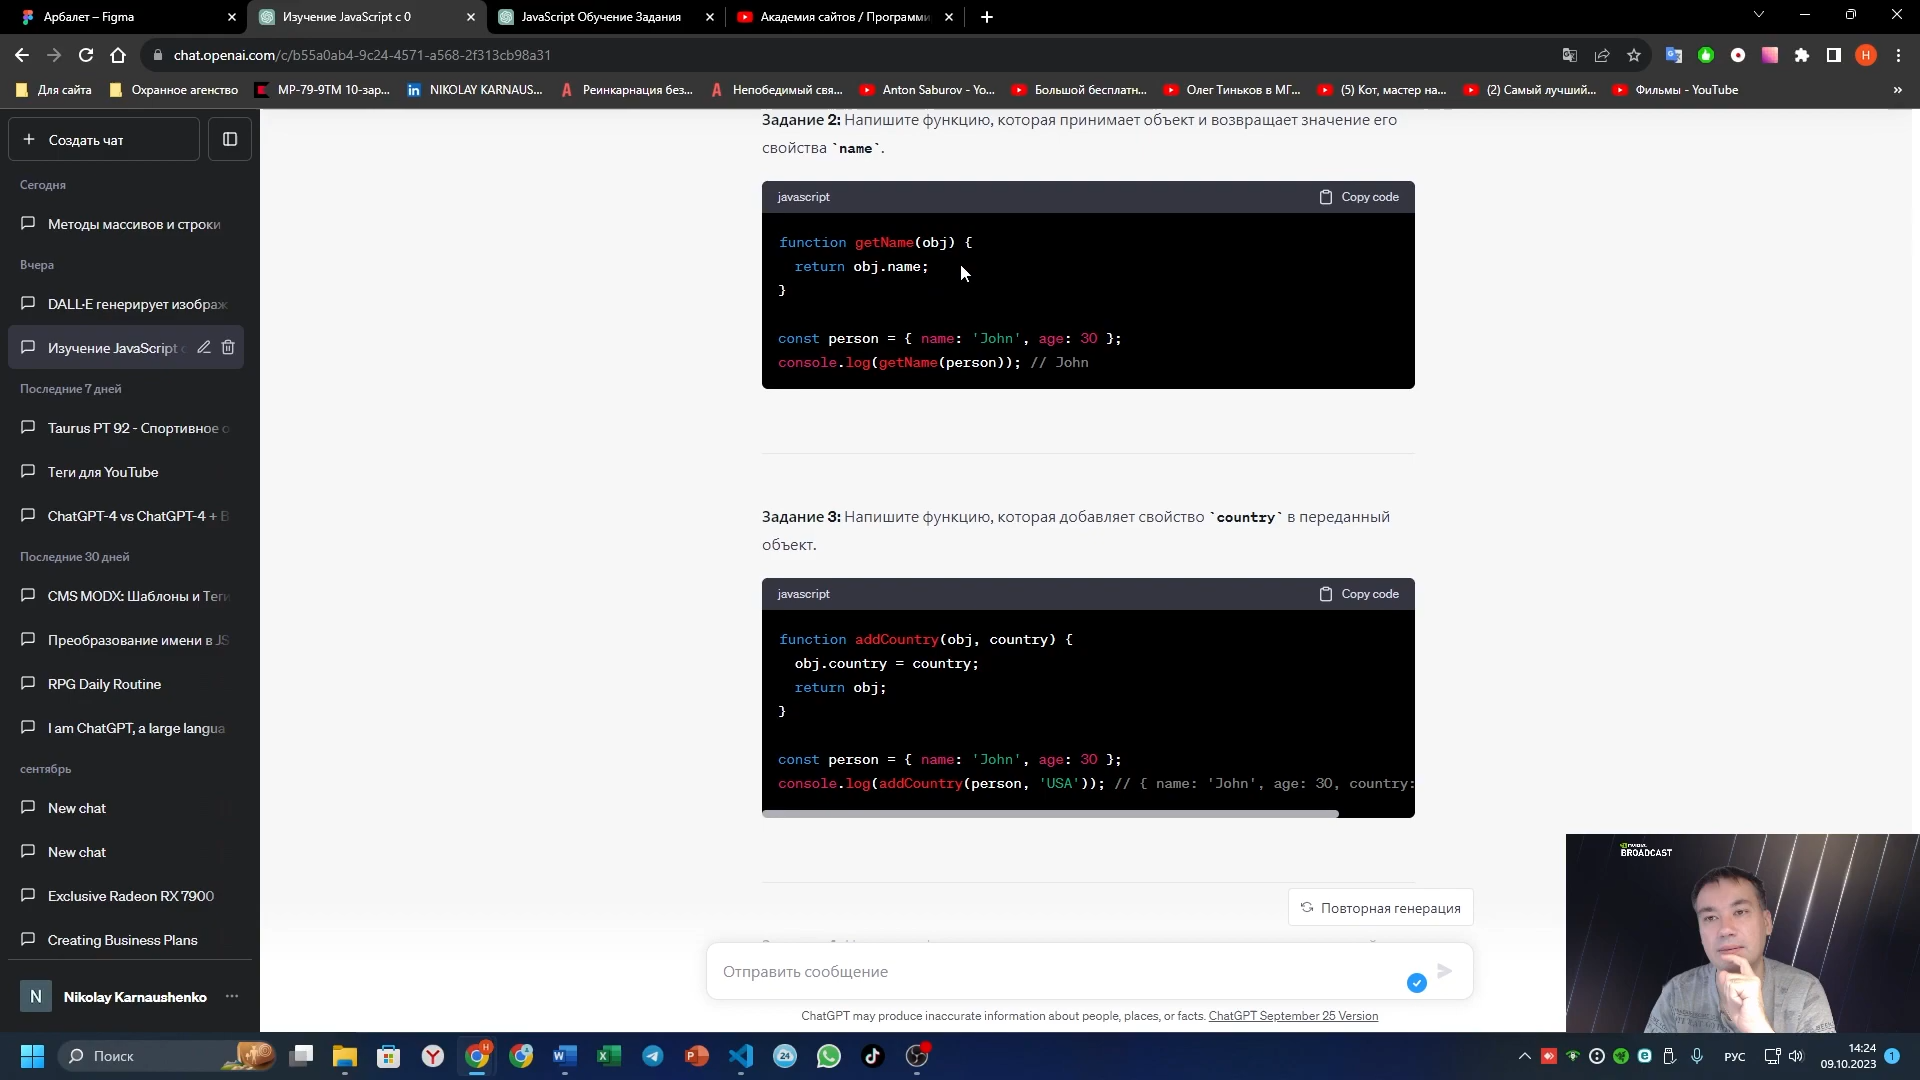 Арбалет – Figma
Изучение JavaScript с 0
JavaScript Обучение Задания
Академия сайтов / Программи
chat.openai.com/c/b55a0ab4-9c24-4571-a568-2f313cb98a31
Для сайта
Охранное агенство
МР-79-9ТМ 10-зар...
NIKOLAY KARNAUS...
Реинкарнация без...
Непобедимый свя...
Anton Saburov - Yo...
Большой бесплатн...
Олег Тиньков в МГ...
(5) Кот, мастер на...
(2) Самый лучший...
Фильмы - YouTube
»
Создать чат
Сегодня
Методы массивов и строки
Вчера
DALL·E генерирует изображ
Изучение JavaScript с
Последние 7 дней
Taurus PT 92 - Спортивное о
Теги для YouTube
ChatGPT-4 vs ChatGPT-4 + B
Последние 30 дней
CMS MODX: Шаблоны и Теги
Преобразование имени в JS
RPG Daily Routine
I am ChatGPT, a large langua
сентябрь
New chat
New chat
Exclusive Radeon RX 7900
Creating Business Plans
N
Nikolay Karnaushenko
Задание 2: Напишите функцию, которая принимает объект и возвращает значение его
свойства `name`.
javascript
Copy code
function getName(obj) {
return obj.name;
}
const person = { name: 'John', age: 30 };
console.log(getName(person)); // John
Задание 3: Напишите функцию, которая добавляет свойство `country` в переданный
объект.
javascript
Copy code
function addCountry(obj, country) {
obj.country = country;
return obj;
}
const person = { name: 'John', age: 30 };
console.log(addCountry(person, 'USA')); // { name: 'John', age: 30, country:
Повторная генерация
Отправить сообщение
ChatGPT may produce inaccurate information about people, places, or facts. ChatGPT September 25 Version
NVIDIA
BROADCAST
Поиск
24
РУС
14:24
09.10.2023
1